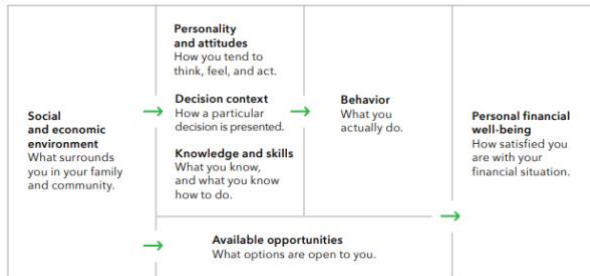 Social
and economic
environment
What surrounds
you in your family
and community.
Personality
and attitudes
How you tend to
think, feel, and act.
Decision context
How a particular
decision is presented.
Knowledge and skills
What you know,
and what you know
how to do.
Behavior
What you
actually do.
Available opportunities
What options are open to you.
Personal financial
well-being
How satisfied you
are with your
financial situation.